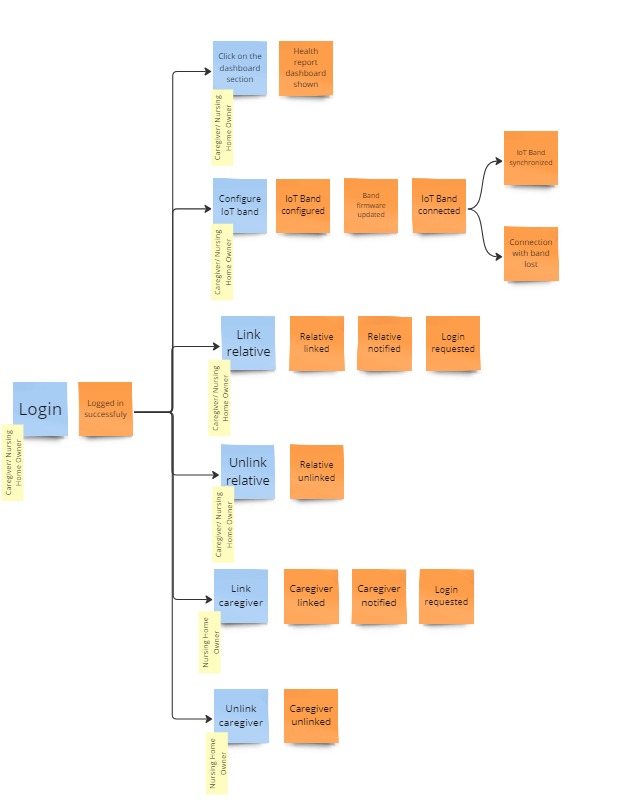 Click on the
dashboard
section
Health
report
dashboard
shown
Caregiver/ Nursing
Home Owner
IoT Band
synchronized
Configure
IoT band
IoT Band
configured
Band
firmware
updated
IoT Band
connected
Caregiver/ Nursing
Home Owner
Connection
with band
lost
Link
relative
Relative
linked
Relative
notified
Login
requested
Caregiver/ Nursing
Home Owner
Login
Logged in
successfuly
Caregiver/ Nursing
Home Owner
Unlink
relative
Relative
unlinked
Caregiver/ Nursing
Home Owner
Link
caregiver
Caregiver
linked
Caregiver
notified
Login
requested
Nursing Home
Owner
Unlink
caregiver
Caregiver
unlinked
Nursing Home
Owner